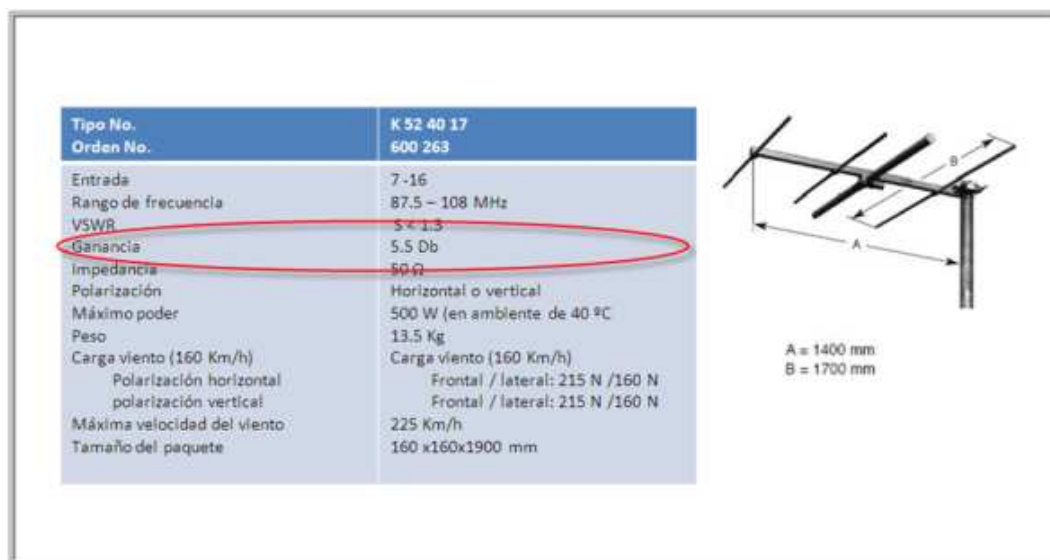 Tipo No. K 52 40 17
Orden No. 600 263
Entrada 7 -16
Rango de frecuencia 87.5 – 108 MHz
VSWR S < 1.3
Ganancia 5.5 Db
Impedancia 50 Ω
Polarización Horizontal o vertical
Máximo poder 500 W (en ambiente de 40 ºC
Peso 13.5 Kg
Carga viento (160 Km/h) Carga viento (160 Km/h)
Polarización horizontal Frontal / lateral: 215 N /160 N
polarización vertical Frontal / lateral: 215 N /160 N
Máxima velocidad del viento 225 Km/h
Tamaño del paquete 160 x160x1900 mm
B
A
A = 1400 mm
B = 1700 mm